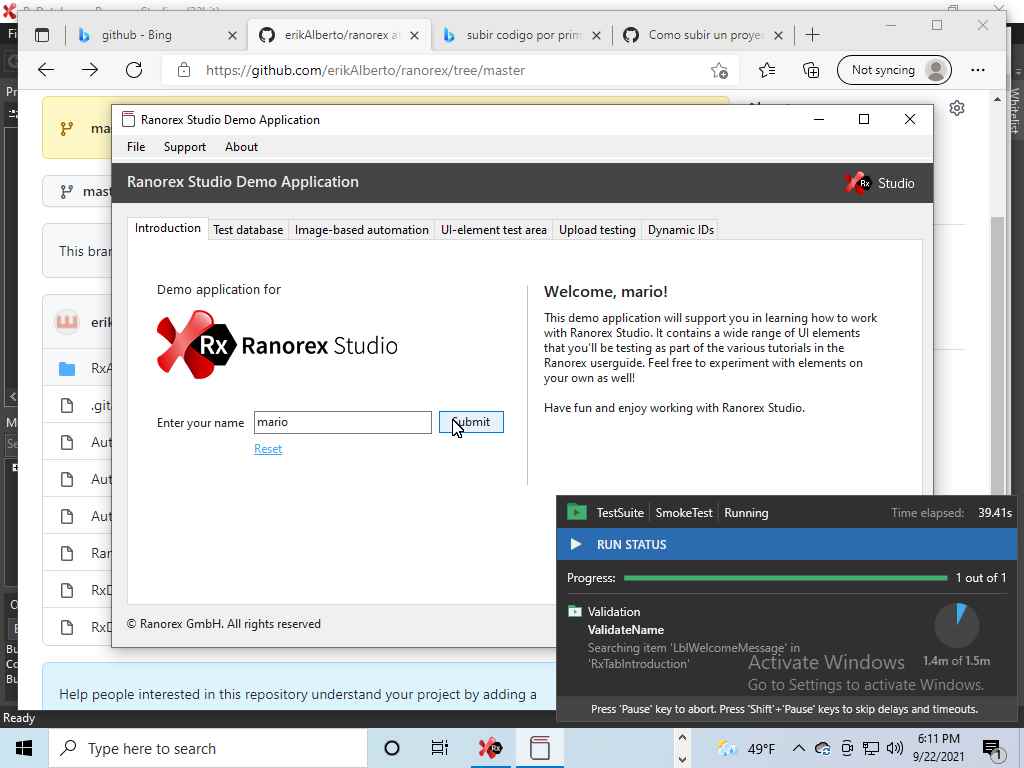 github - Bing
erikAlberto/ranorex at
subir codigo por prim
Como subir un proye
https://github.com/erikAlberto/ranorex/tree/master
Not syncing
Ranorex Studio Demo Application
File Support About
Ranorex Studio Demo Application
Rx Studio
Introduction Test database Image-based automation UI-element test area Upload testing Dynamic IDs
Demo application for
Rx Ranorex Studio
Enter your name mario Submit
Reset
Welcome, mario!
This demo application will support you in learning how to work
with Ranorex Studio. It contains a wide range of UI elements
that you'll be testing as part of the various tutorials in the
Ranorex userguide. Feel free to experiment with elements on
your own as well!
Have fun and enjoy working with Ranorex Studio.
© Ranorex GmbH. All rights reserved
mas
mast
This bran
erik
RxA
.git
Aut
Aut
Aut
Ran
RxD
RxD
Help people interested in this repository understand your project by adding a
Whitelist
TestSuite SmokeTest Running Time elapsed: 39.41s
RUN STATUS
Progress: 1 out of 1
Validation
ValidateName
Searching item 'LblWelcomeMessage' in
'RxTabIntroduction'
1.4m of 1.5m
Activate Windows
Go to Settings to activate Windows.
Press 'Pause' key to abort. Press 'Shift'+'Pause' keys to skip delays and timeouts.
Ready
Type here to search
49°F
6:11 PM
9/22/2021
1